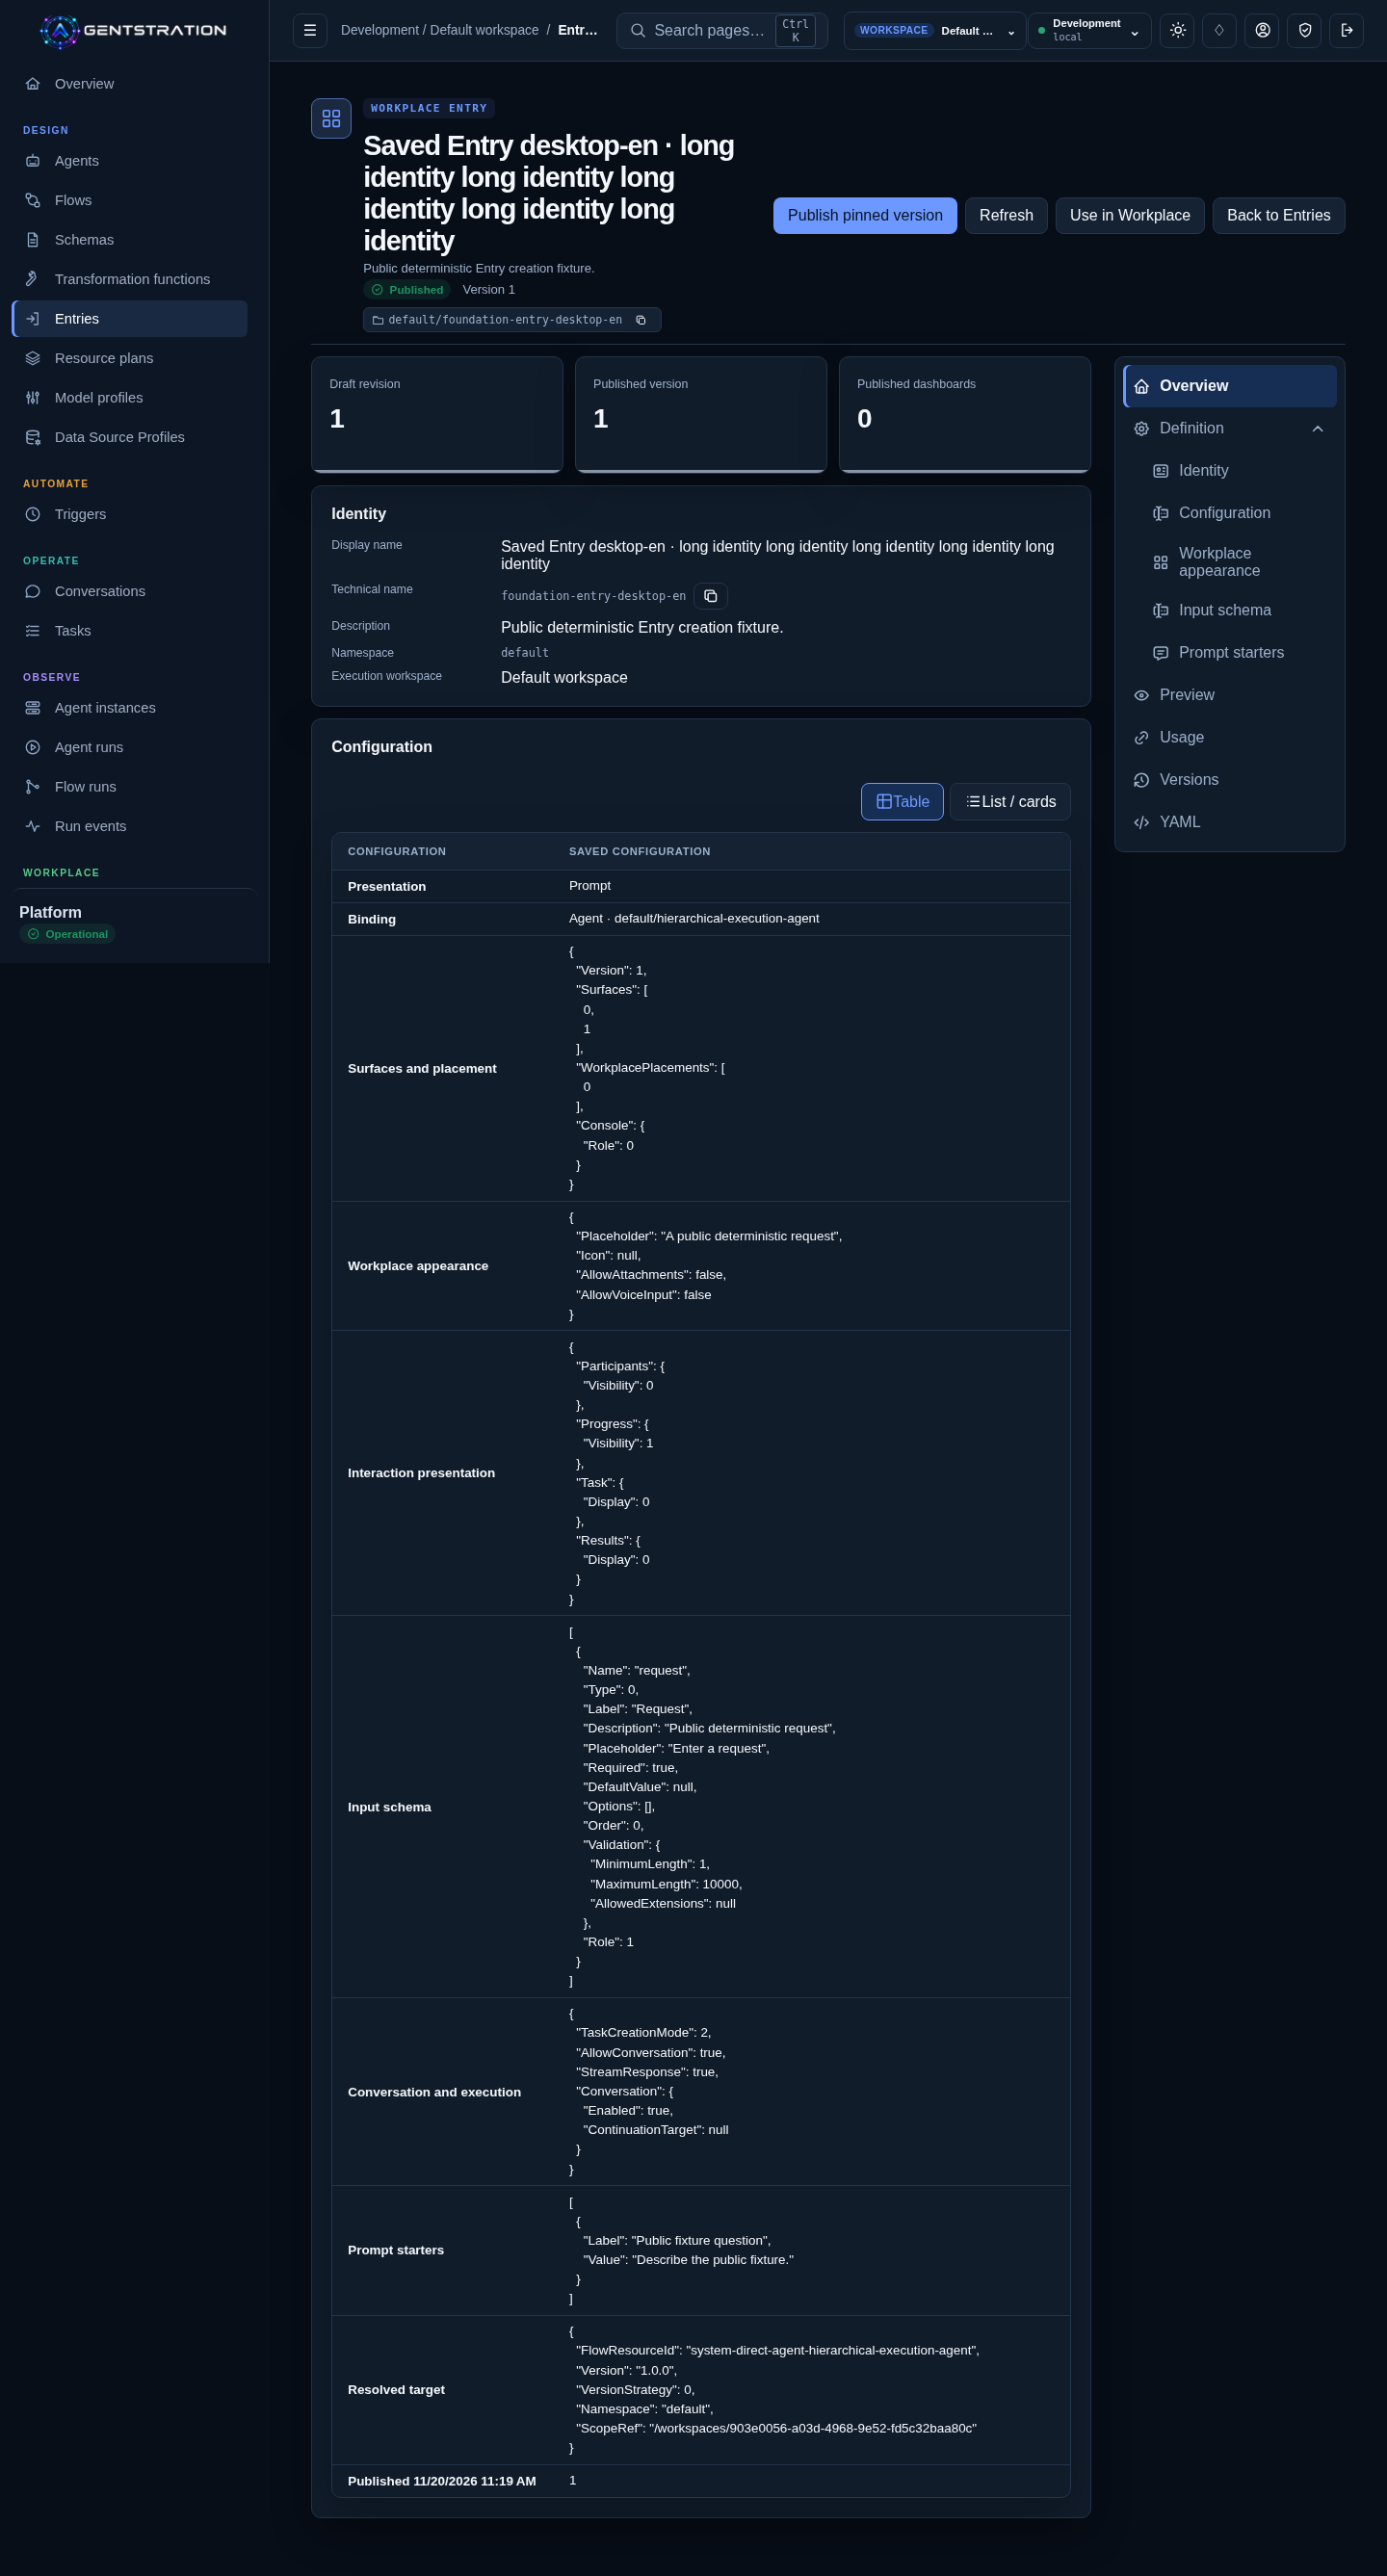 GENTSTRATION
Overview
DESIGN
Agents
Flows
Schemas
Transformation functions
Entries
Resource plans
Model profiles
Data Source Profiles
AUTOMATE
Triggers
OPERATE
Conversations
Tasks
OBSERVE
Agent instances
Agent runs
Flow runs
Run events
WORKPLACE
Platform
Operational
Development / Default workspace / Entr…
Search pages…
Ctrl
K
WORKSPACE Default …
Development
local
WORKPLACE ENTRY
Saved Entry desktop-en · long
identity long identity long
identity long identity long
identity
Public deterministic Entry creation fixture.
Published Version 1
default/foundation-entry-desktop-en
Publish pinned version
Refresh
Use in Workplace
Back to Entries
Draft revision
1
Published version
1
Published dashboards
0
Identity
Display name
Saved Entry desktop-en · long identity long identity long identity long identity long
identity
Technical name
foundation-entry-desktop-en
Description
Public deterministic Entry creation fixture.
Namespace
default
Execution workspace
Default workspace
Configuration
Table
List / cards
CONFIGURATION SAVED CONFIGURATION
Presentation
Prompt
Binding
Agent · default/hierarchical-execution-agent
Surfaces and placement
{
"Version": 1,
"Surfaces": [
0,
1
],
"WorkplacePlacements": [
0
],
"Console": {
"Role": 0
}
}
Workplace appearance
{
"Placeholder": "A public deterministic request",
"Icon": null,
"AllowAttachments": false,
"AllowVoiceInput": false
}
Interaction presentation
{
"Participants": {
"Visibility": 0
},
"Progress": {
"Visibility": 1
},
"Task": {
"Display": 0
},
"Results": {
"Display": 0
}
}
Input schema
[
{
"Name": "request",
"Type": 0,
"Label": "Request",
"Description": "Public deterministic request",
"Placeholder": "Enter a request",
"Required": true,
"DefaultValue": null,
"Options": [],
"Order": 0,
"Validation": {
"MinimumLength": 1,
"MaximumLength": 10000,
"AllowedExtensions": null
},
"Role": 1
}
]
Conversation and execution
{
"TaskCreationMode": 2,
"AllowConversation": true,
"StreamResponse": true,
"Conversation": {
"Enabled": true,
"ContinuationTarget": null
}
}
Prompt starters
[
{
"Label": "Public fixture question",
"Value": "Describe the public fixture."
}
]
Resolved target
{
"FlowResourceId": "system-direct-agent-hierarchical-execution-agent",
"Version": "1.0.0",
"VersionStrategy": 0,
"Namespace": "default",
"ScopeRef": "/workspaces/903e0056-a03d-4968-9e52-fd5c32baa80c"
}
Published 11/20/2026 11:19 AM
1
Overview
Definition
Identity
Configuration
Workplace
appearance
Input schema
Prompt starters
Preview
Usage
Versions
YAML